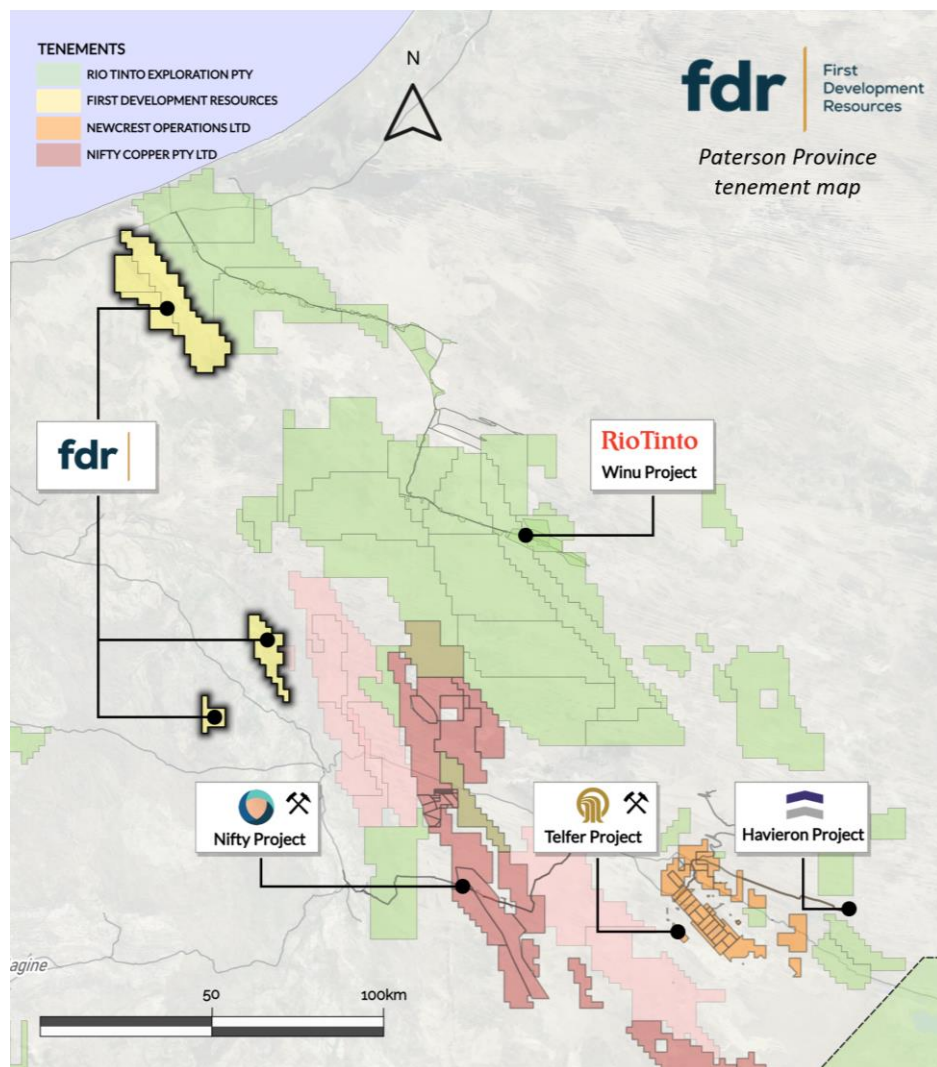 TENEMENTS
RIO TINTO EXPLORATION PTY
FIRST DEVELOPMENT RESOURCES
NEWCREST OPERATIONS LTD
NIFTY COPPER PTY LTD
N
fdr
First
Development
Resources
Paterson Province
tenement map
fdr
RioTinto
Winu Project
Nifty Project
Telfer Project
Havieron Project
agine
50
100km